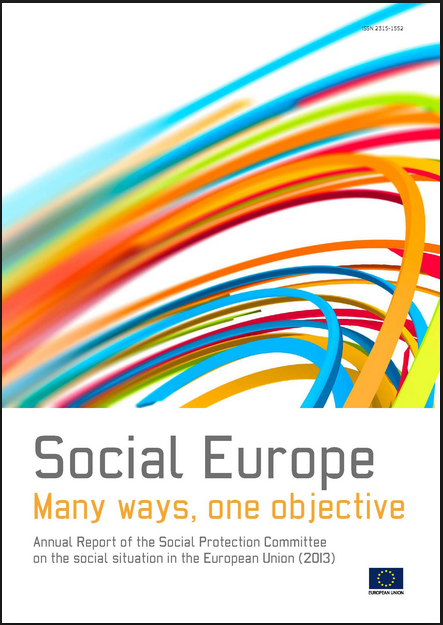 ISSN 2315-1552
Social Europe
Many ways, one objective
Annual Report of the Social Protection Committee
on the social situation in the European Union (2013)
EUROPEAN UNION